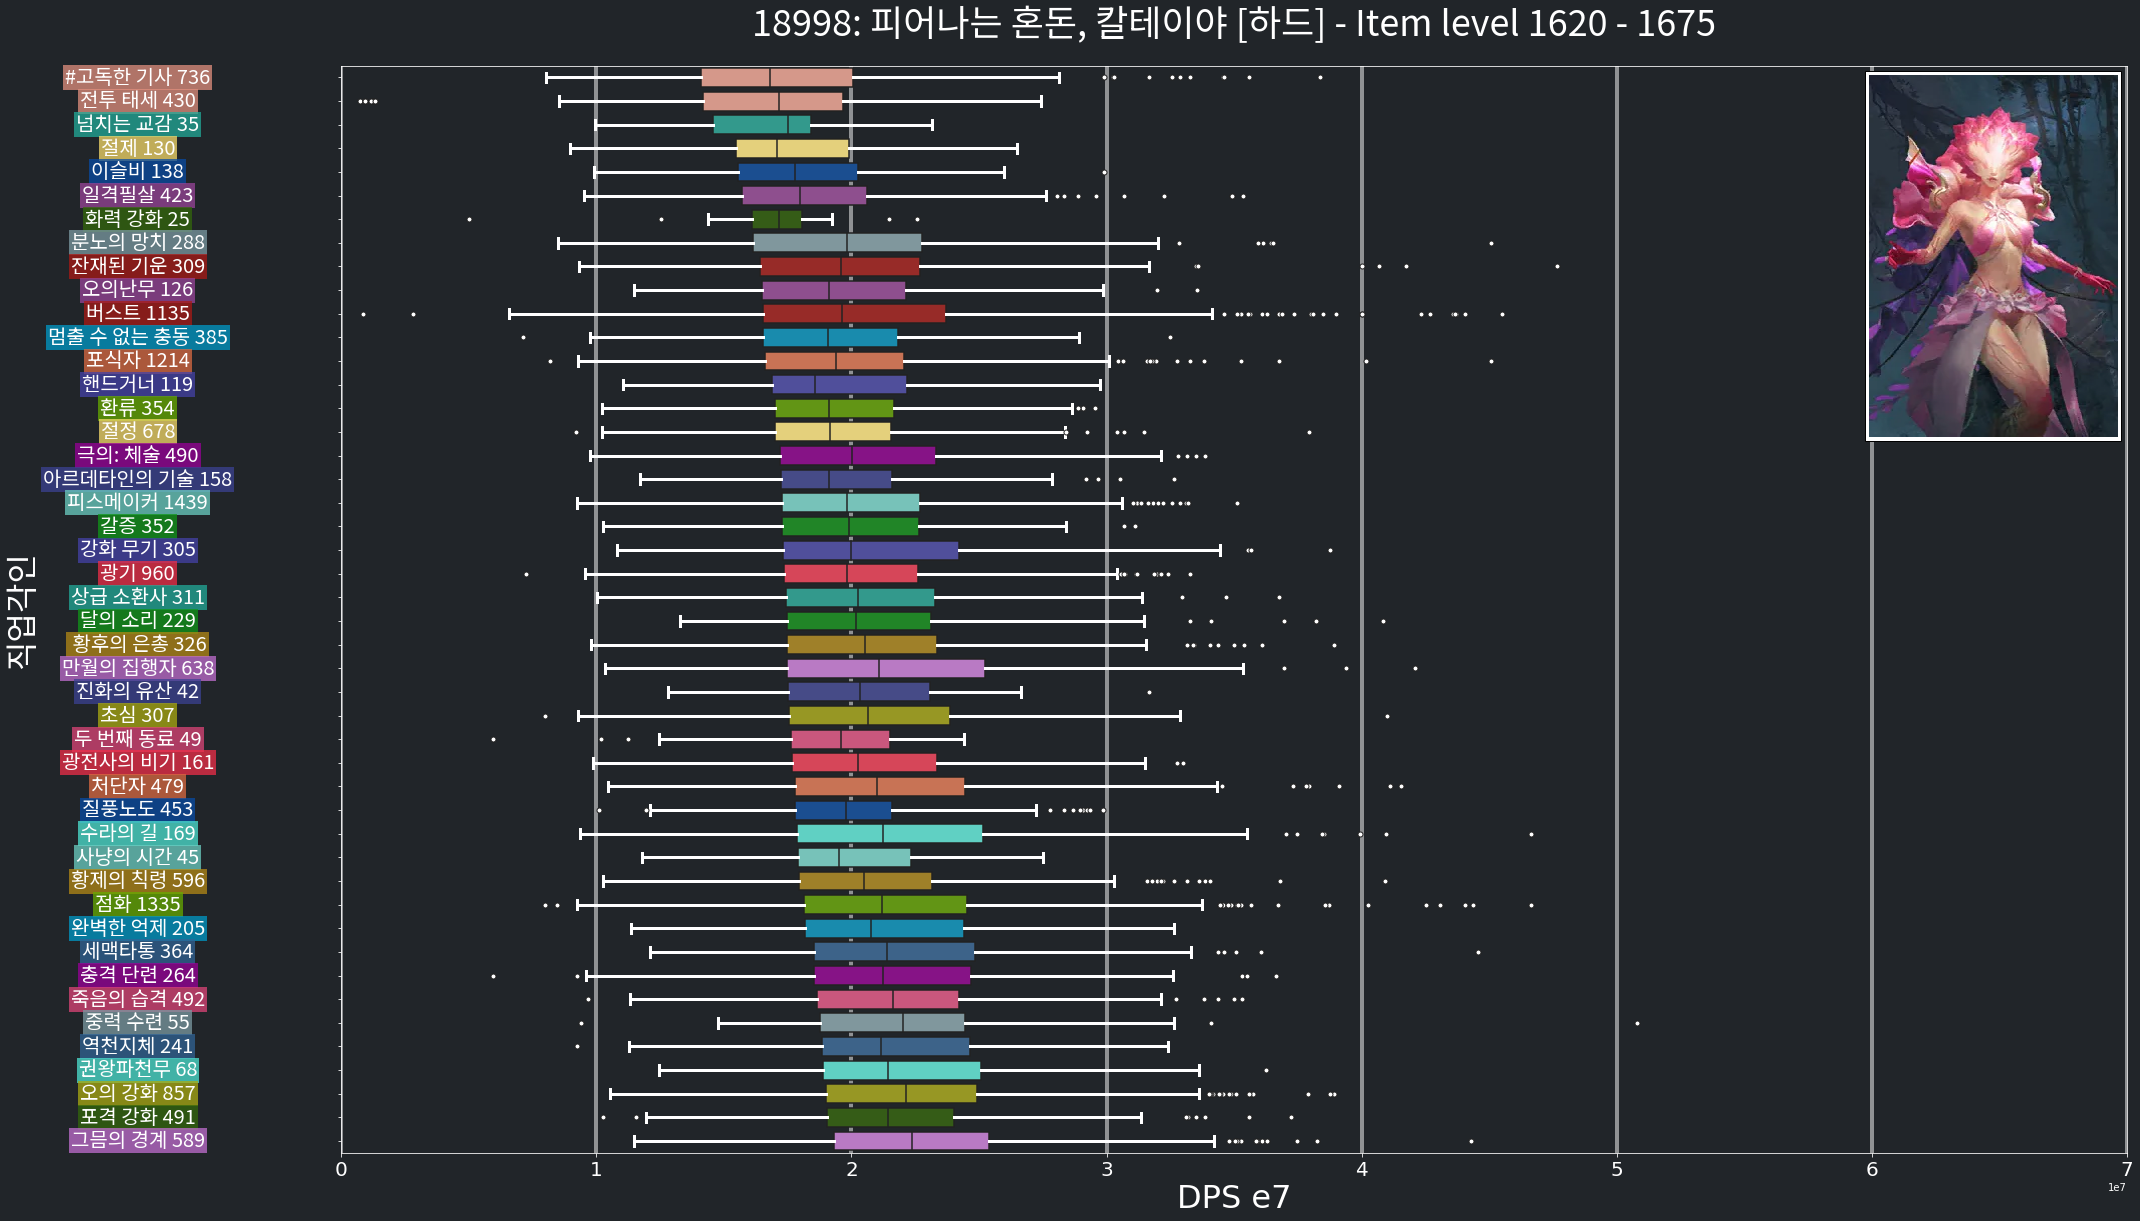 18998: 피어나는 혼돈, 칼테이야 [하드] - Item level 1620 - 1675
#고독한 기사 736
전투 태세 430
넘치는 교감 35
절제 130
이슬비 138
일격필살 423
화력 강화 25
분노의 망치 288
잔재된 기운 309
오의난무 126
버스트 1135
멈출 수 없는 충동 385
포식자 1214
핸드거너 119
환류 354
절정 678
극의: 체술 490
아르데타인의 기술 158
피스메이커 1439
갈증 352
강화 무기 305
광기 960
상급 소환사 311
달의 소리 229
황후의 은총 326
만월의 집행자 638
진화의 유산 42
초심 307
두 번째 동료 49
광전사의 비기 161
처단자 479
질풍노도 453
수라의 길 169
사냥의 시간 45
황제의 칙령 596
점화 1335
완벽한 억제 205
세맥타통 364
충격 단련 264
죽음의 습격 492
중력 수련 55
역천지체 241
권왕파천무 68
오의 강화 857
포격 강화 491
그믐의 경계 589
직업각인
0 1 2 3 4 5 6 7
1e7
DPS e7